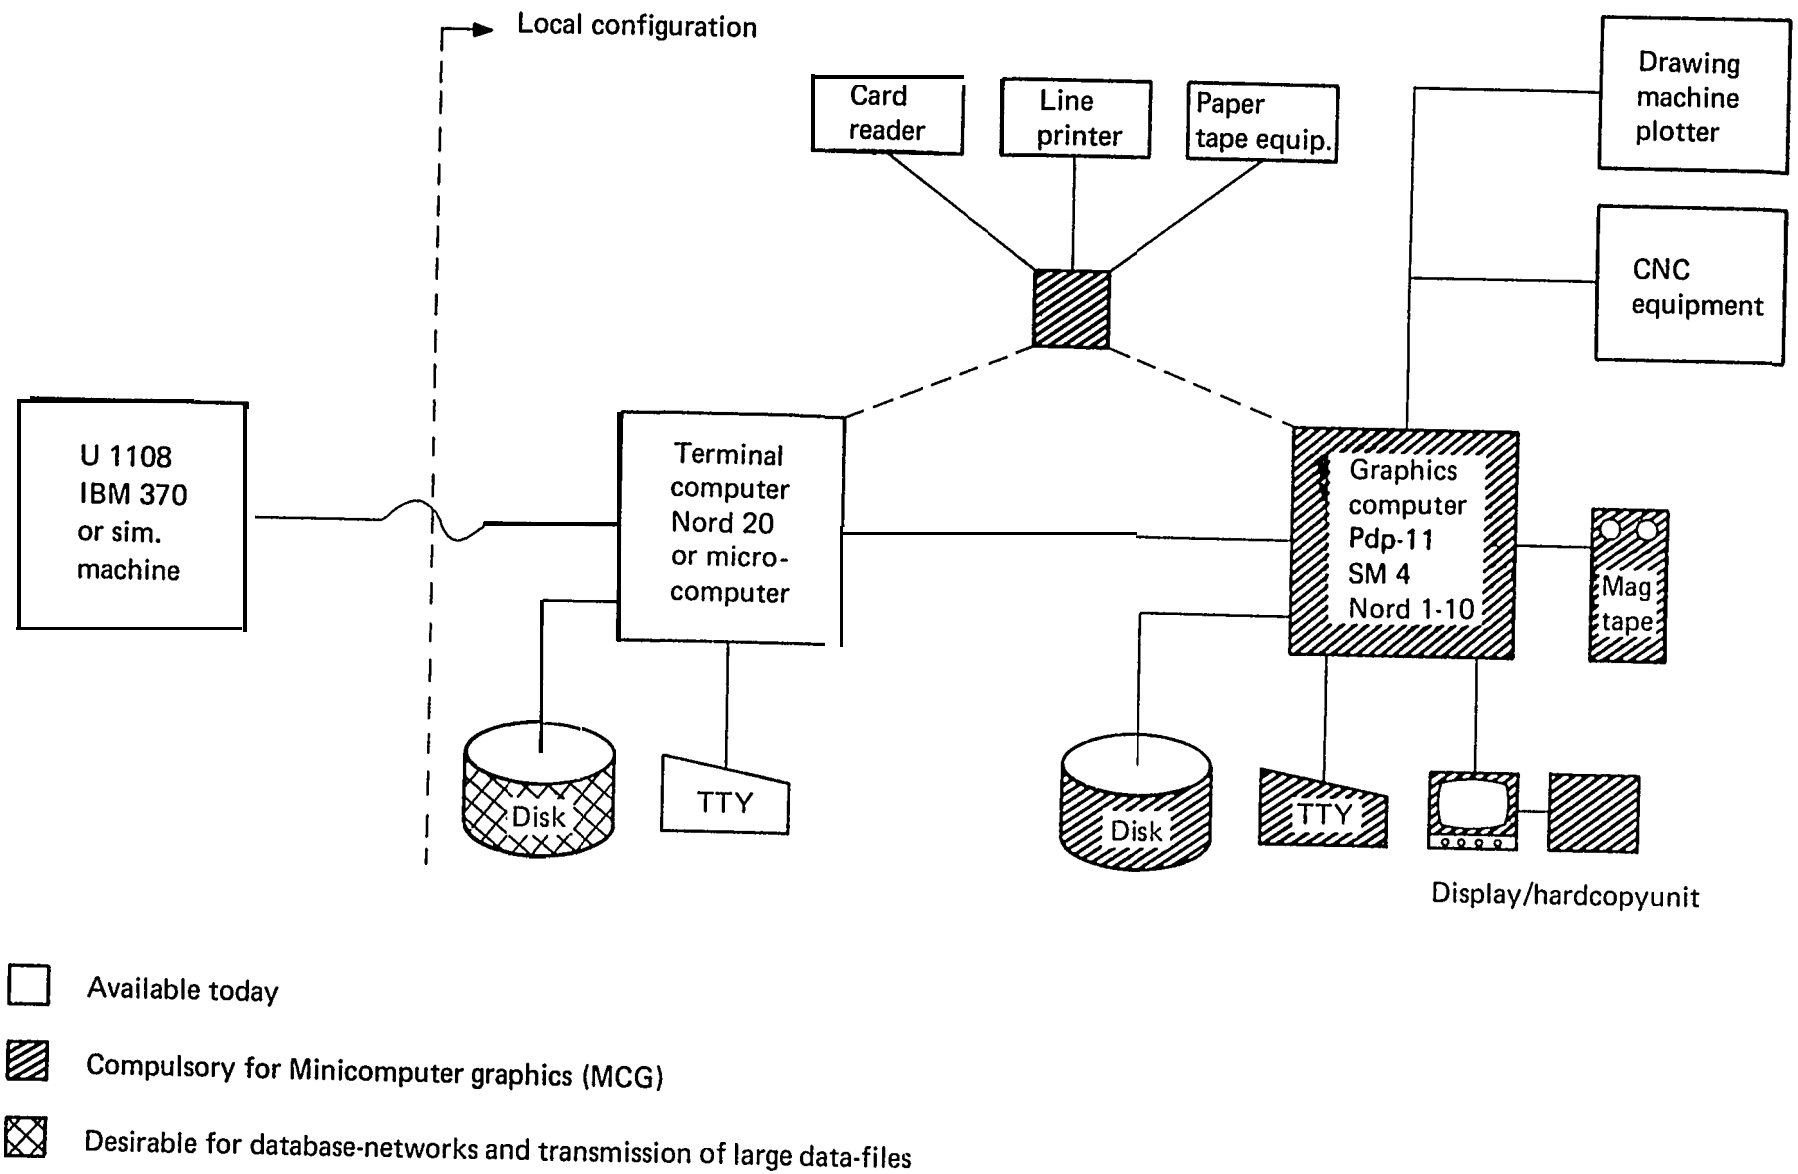 Local configuration
Card
reader
Line
printer
Paper
tape equip.
Drawing
machine
plotter
CNC
equipment
U 1108
IBM 370
or sim.
machine
Terminal
computer
Nord 20
or micro-
computer
Graphics
computer
Pdp-11
SM 4
Nord 1-10
Mag
tape
Disk
TTY
Disk
TTY
Display/hardcopyunit
Available today
Compulsory for Minicomputer graphics (MCG)
Desirable for database-networks and transmission of large data-files